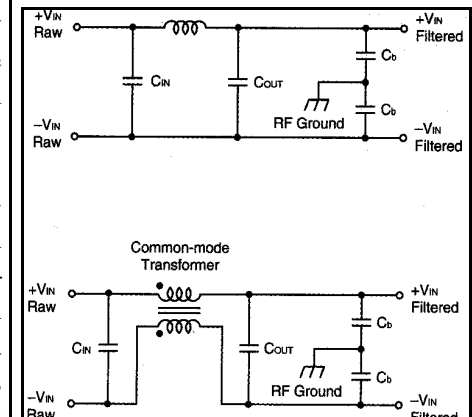 +VIN
Raw
+VIN
Filtered
CIN
COUT
Cb
Cb
RF Ground
−VIN
Raw
−VIN
Filtered
Common-mode
Transformer
+VIN
Raw
+VIN
Filtered
CIN
COUT
Cb
Cb
RF Ground
−VIN
Raw
−VIN
Filtered